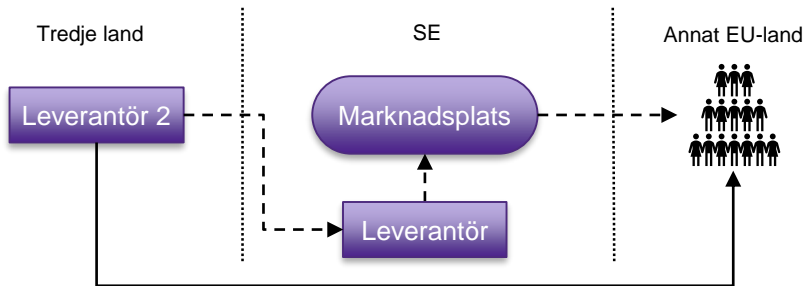 Tredje land
SE
Annat EU-land
Leverantör 2
Marknadsplats
Leverantör